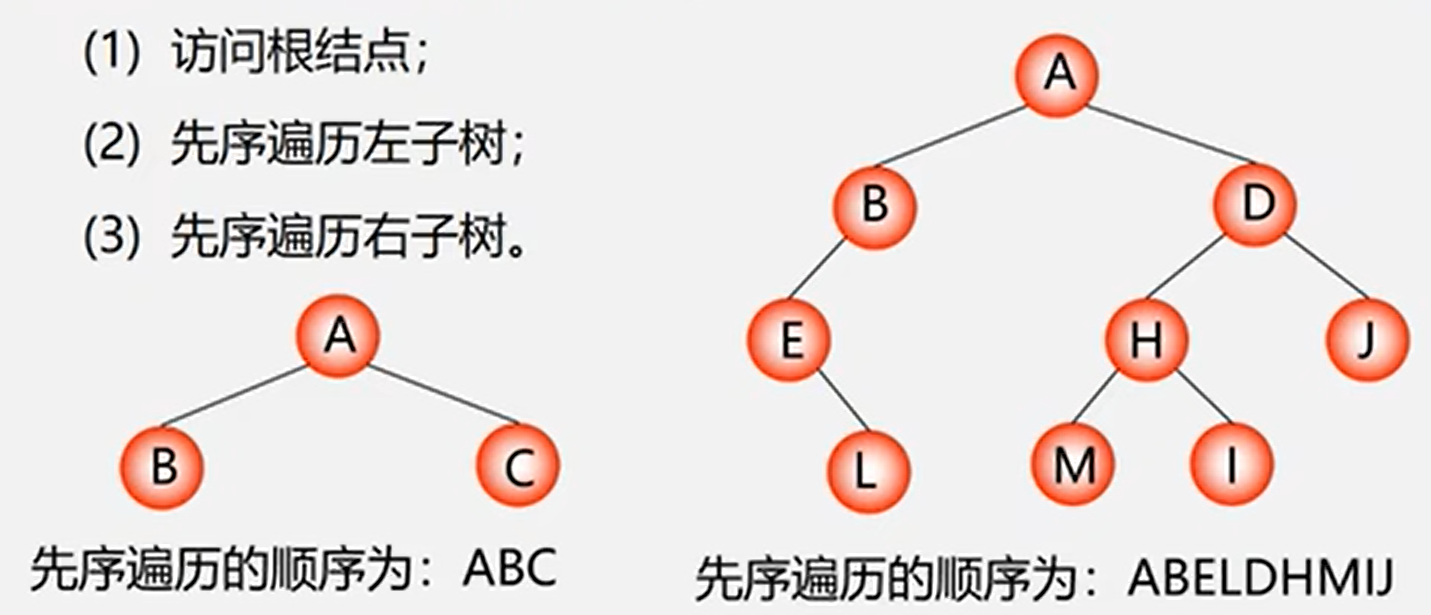 (1) 访问根结点；
(2) 先序遍历左子树；
(3) 先序遍历右子树。
A
B C
先序遍历的顺序为：ABC
A
B D
E H J
L M I
先序遍历的顺序为：ABELDHMIJ